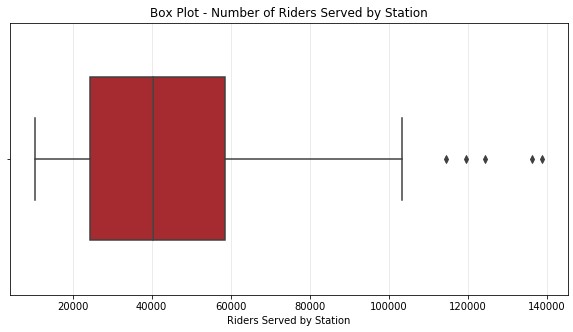 Box Plot - Number of Riders Served by Station
20000 40000 60000 80000 100000 120000 140000
Riders Served by Station